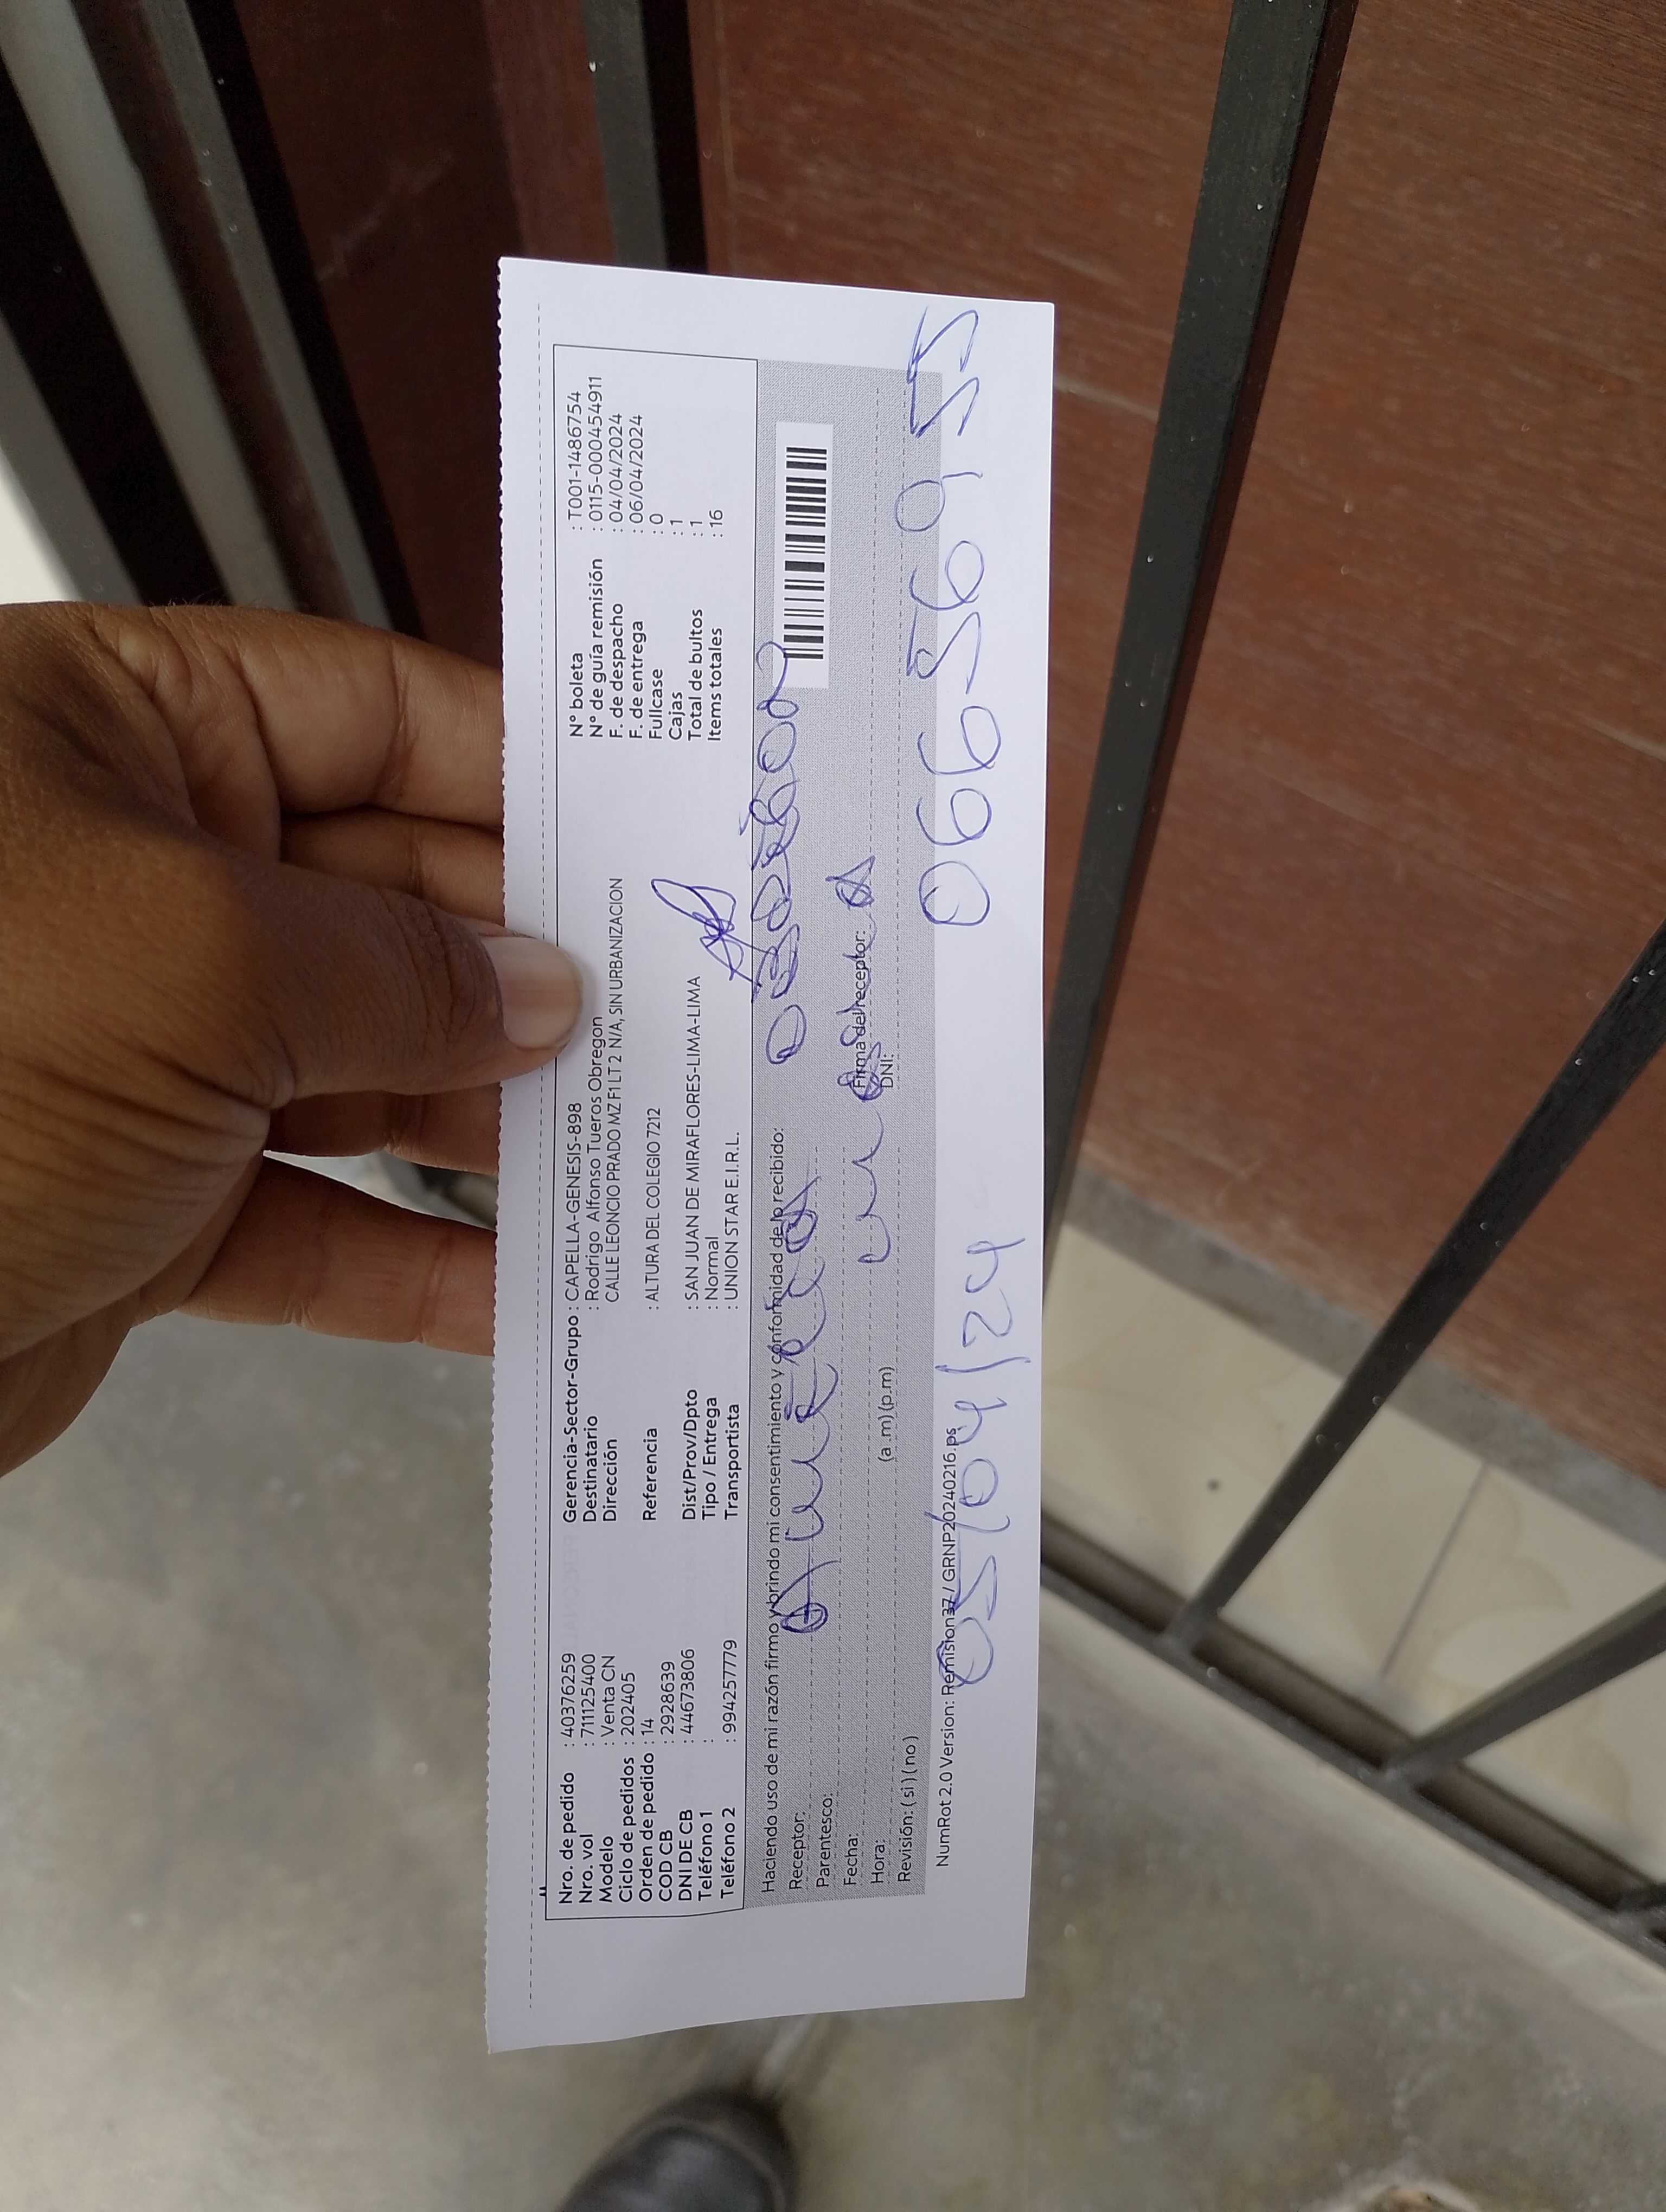 Nro. de pedido : 40376259
Nro. vol : 711125400
Modelo : Venta CN
Ciclo de pedidos : 202405
Orden de pedido : 14
COD CB : 2928639
DNI DE CB : 44673806
Teléfono 1 :
Teléfono 2 : 994257779
Gerencia-Sector-Grupo : CAPELLA-GENESIS-898
Destinatario : Rodrigo Alfonso Tueros Obregon
Dirección CALLE LEONCIO PRADO MZ F1 LT 2 N/A, SIN URBANIZACION
Referencia : ALTURA DEL COLEGIO 7212
Dist/Prov/Dpto : SAN JUAN DE MIRAFLORES-LIMA-LIMA
Tipo / Entrega : Normal
Transportista : UNION STAR E.I.R.L.
N° boleta : T001-1486754
N° de guía remisión : 0115-0000454911
F. de despacho : 04/04/2024
F. de entrega : 06/04/2024
Fullcase : 0
Cajas : 1
Total de bultos : 1
Items totales : 16
Haciendo uso de mi razón firmo y brindo mi consentimiento y conformidad de lo recibido:
Receptor:
Parentesco:
Fecha: Firma del receptor:
Hora: (a .m) (p.m) DNI:
Revisión: ( si ) ( no )
06656955
NumRot 2.0 Version: Remision37 / GRNP20240216.ps
05/04/24